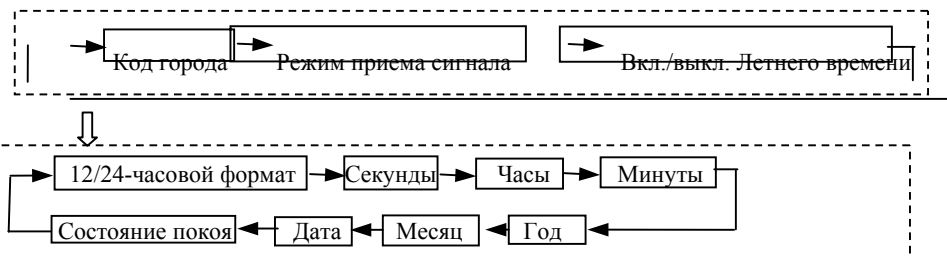 Код города Режим приема сигнала Вкл./выкл. Летнего времени
12/24-часовой формат Секунды Часы Минуты
Состояние покоя Дата Месяц Год